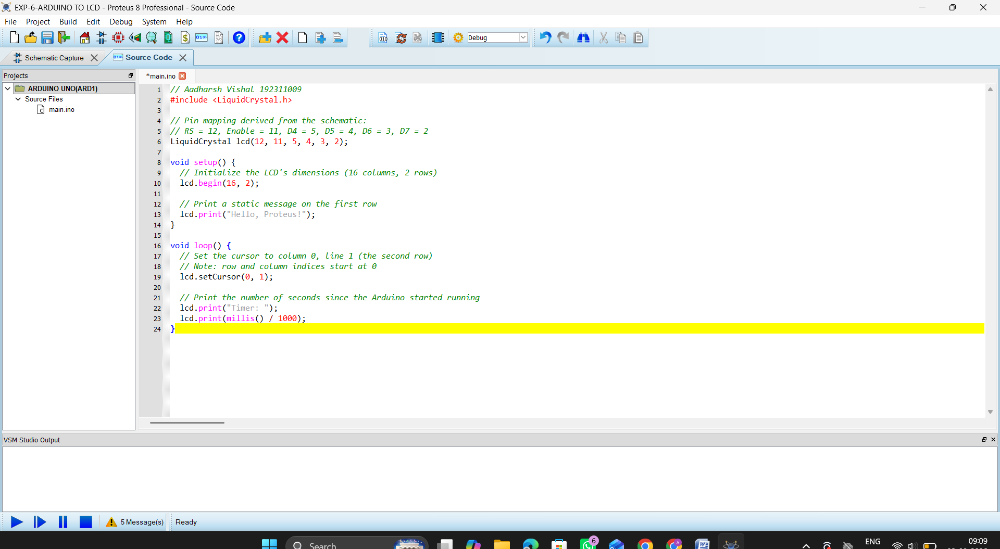 EXP-6-ARDUINO TO LCD - Proteus 8 Professional - Source Code
File Project Build Edit Debug System Help
Debug
Schematic Capture
Source Code
Projects
ARDUINO UNO(ARD1)
Source Files
main.ino
*main.ino
1 // Aadharsh Vishal 192311009
2 #include <LiquidCrystal.h>
3
4 // Pin mapping derived from the schematic:
5 // RS = 12, Enable = 11, D4 = 5, D5 = 4, D6 = 3, D7 = 2
6 LiquidCrystal lcd(12, 11, 5, 4, 3, 2);
7
8 void setup() {
9 // Initialize the LCD's dimensions (16 columns, 2 rows)
10 lcd.begin(16, 2);
11
12 // Print a static message on the first row
13 lcd.print("Hello, Proteus!");
14 }
15
16 void loop() {
17 // Set the cursor to column 0, line 1 (the second row)
18 // Note: row and column indices start at 0
19 lcd.setCursor(0, 1);
20
21 // Print the number of seconds since the Arduino started running
22 lcd.print("Timer: ");
23 lcd.print(millis() / 1000);
24 }
VSM Studio Output
5 Message(s)
Ready
Search
6
A
ENG
09:09